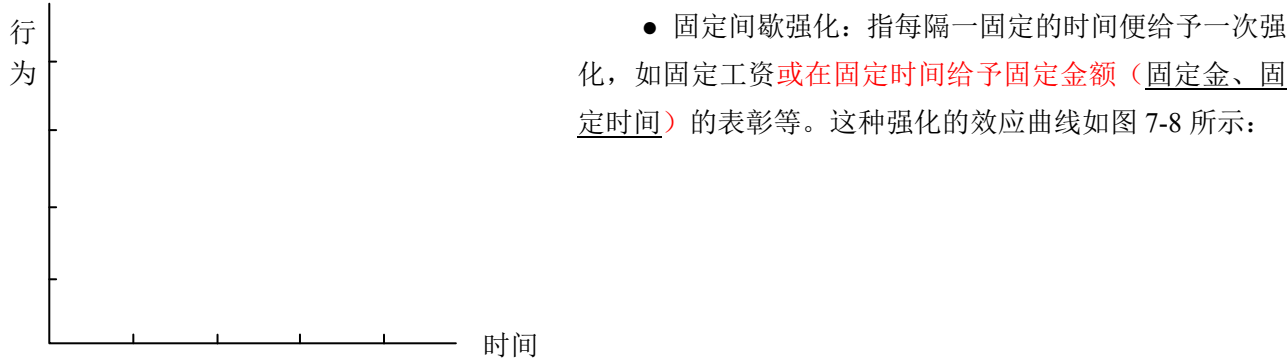 行
为
时间
● 固定间歇强化：指每隔一固定的时间便给予一次强
化，如固定工资或在固定时间给予固定金额（固定金、固
定时间）的表彰等。这种强化的效应曲线如图 7-8 所示：